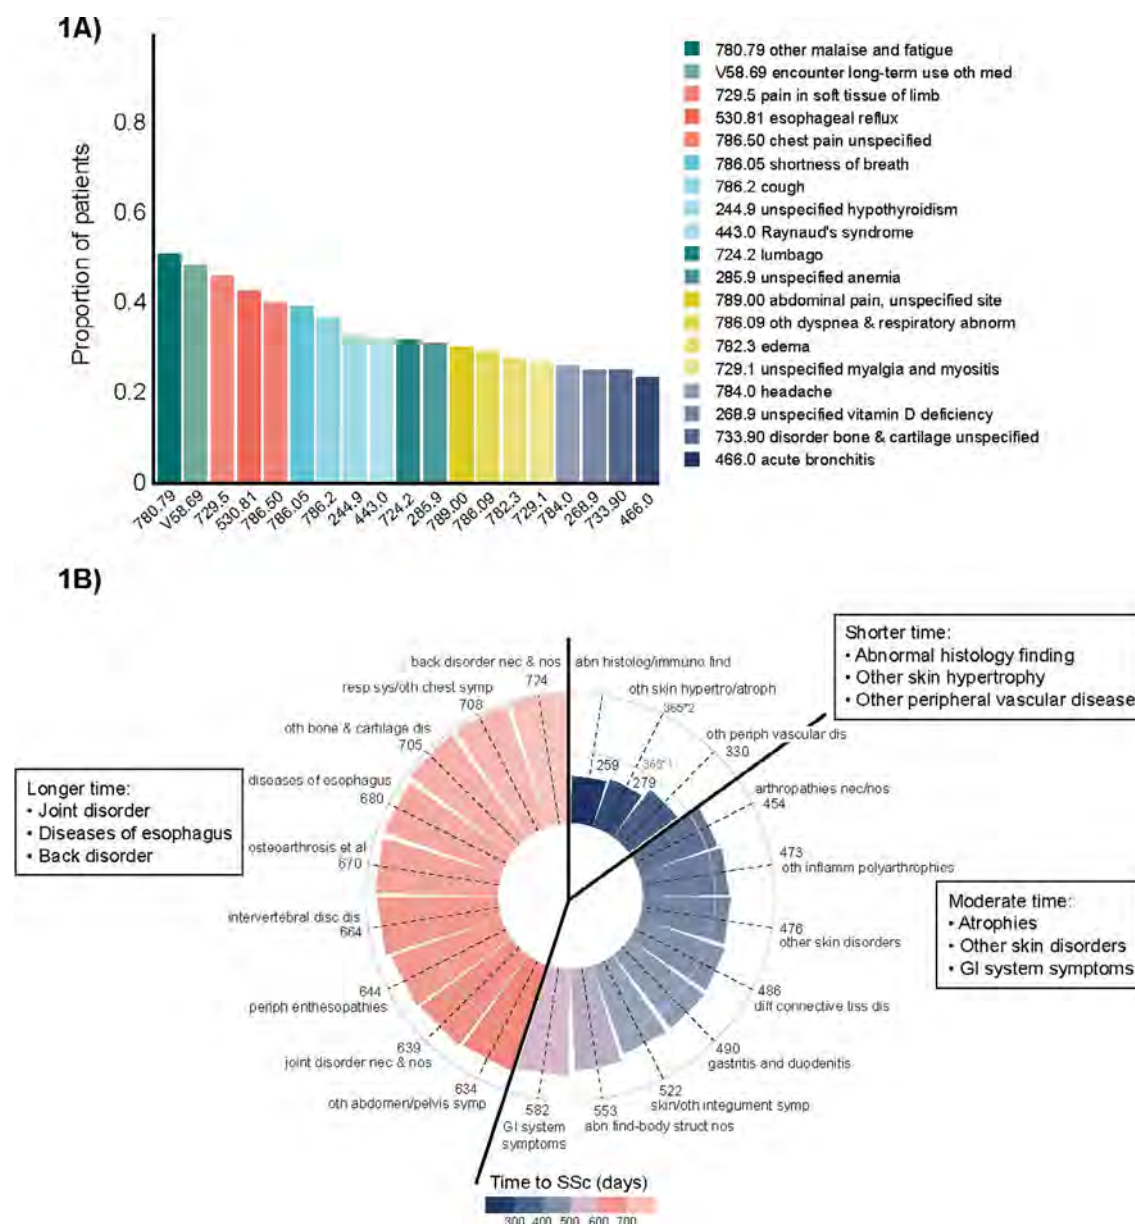 1A)
Proportion of patients
0.8
0.6
0.4
0.2
0
780.79
V58.69
729.5
530.81
786.50
786.05
786.2
244.9
443.0
724.2
285.9
789.00
786.09
782.3
729.1
784.0
268.9
733.90
466.0
780.79 other malaise and fatigue
V58.69 encounter long-term use oth med
729.5 pain in soft tissue of limb
530.81 esophageal reflux
786.50 chest pain unspecified
786.05 shortness of breath
786.2 cough
244.9 unspecified hypothyroidism
443.0 Raynaud's syndrome
724.2 lumbago
285.9 unspecified anemia
789.00 abdominal pain, unspecified site
786.09 oth dyspnea & respiratory abnorm
782.3 edema
729.1 unspecified myalgia and myositis
784.0 headache
268.9 unspecified vitamin D deficiency
733.90 disorder bone & cartilage unspecified
466.0 acute bronchitis
1B)
Shorter time:
• Abnormal histology finding
• Other skin hypertrophy
• Other peripheral vascular disease
abn histolog/immuno find
259
oth skin hypertro/atroph
365*2
365*1
279
oth periph vascular dis
330
arthropathies nec/nos
454
473
oth inflamm polyarthrophies
476
other skin disorders
486
diff connective tiss dis
490
gastritis and duodenitis
522
skin/oth integument symp
553
abn find-body struct nos
582
GI system
symptoms
634
oth abdomen/pelvis symp
639
joint disorder nec & nos
644
periph enthesopathies
intervertebral disc dis
664
osteoarthrosis et al
670
diseases of esophagus
680
oth bone & cartilage dis
705
resp sys/oth chest symp
708
back disorder nec & nos
774
Longer time:
• Joint disorder
• Diseases of esophagus
• Back disorder
Moderate time:
• Atrophies
• Other skin disorders
• GI system symptoms
Time to SSc (days)
300 400 500 600 700